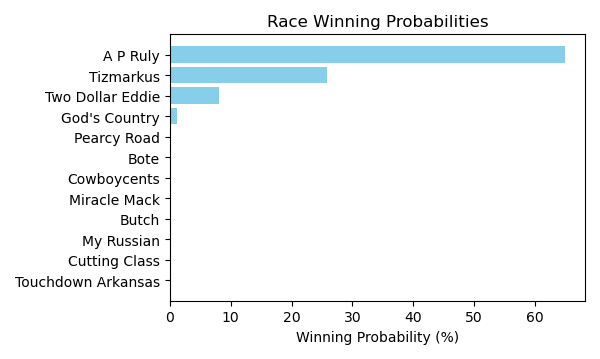 Race Winning Probabilities
A P Ruly
Tizmarkus
Two Dollar Eddie
God's Country
Pearcy Road
Bote
Cowboycents
Miracle Mack
Butch
My Russian
Cutting Class
Touchdown Arkansas
0 10 20 30 40 50 60
Winning Probability (%)